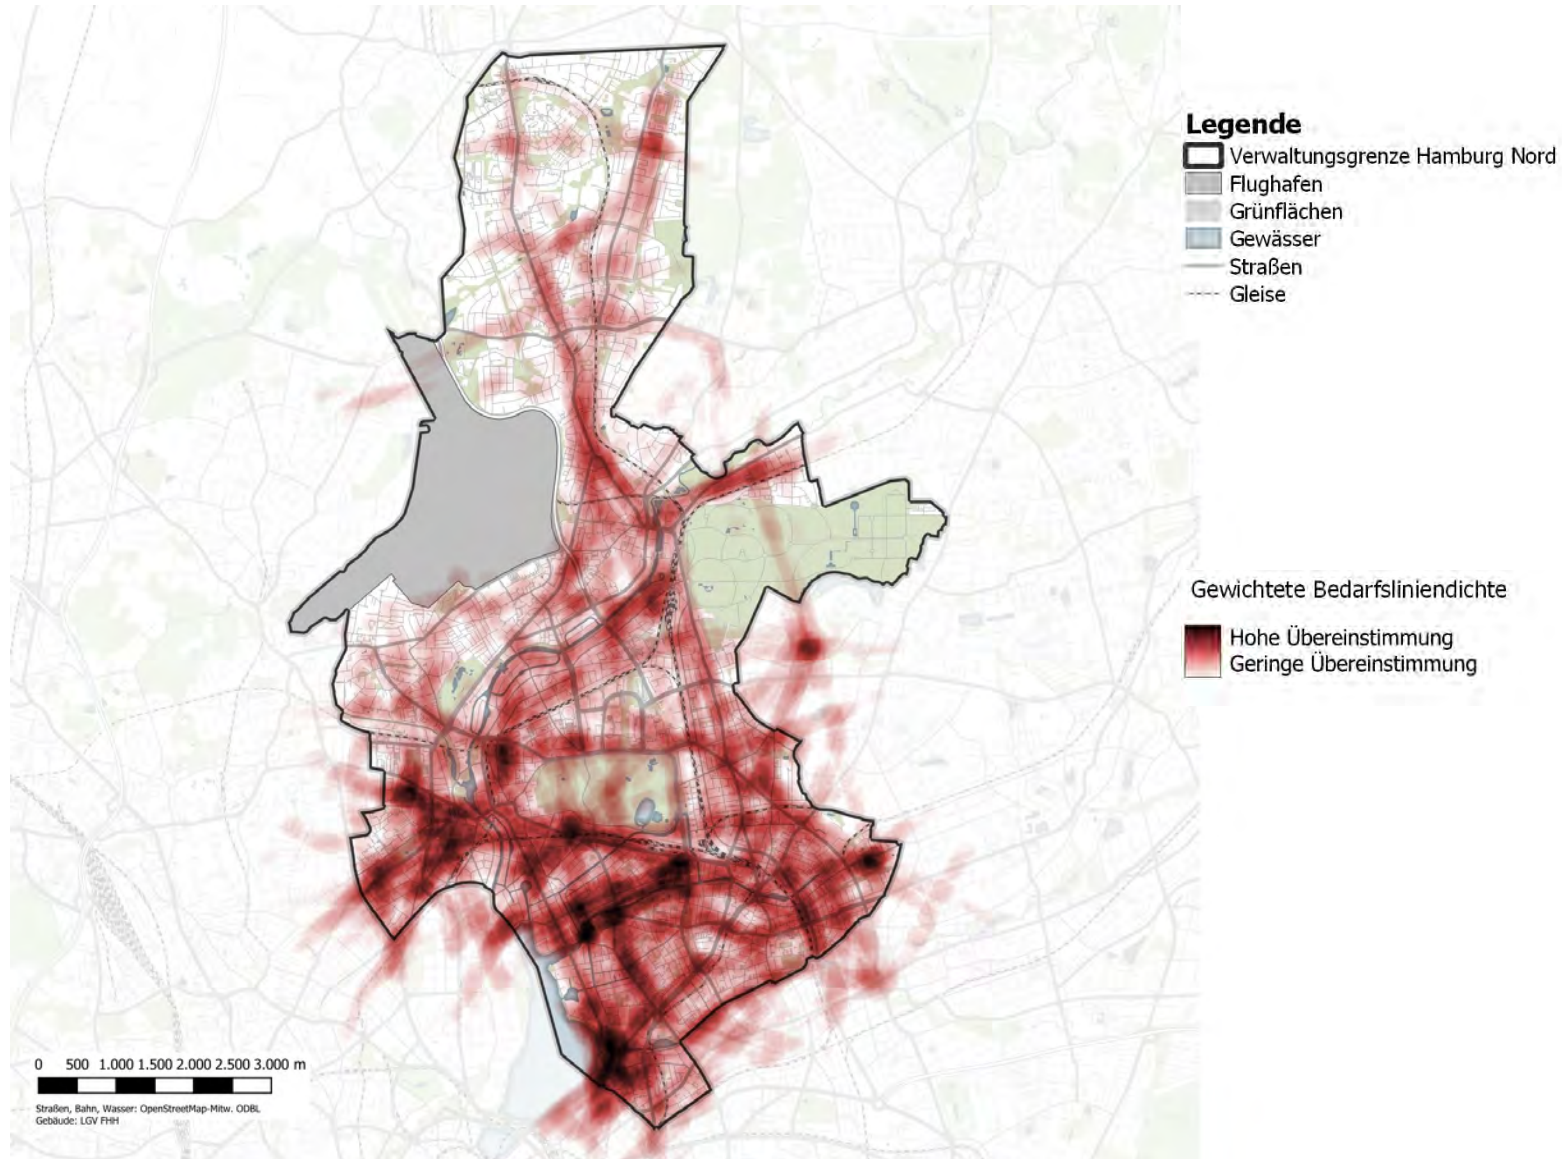 Legende
Verwaltungsgrenze Hamburg Nord
Flughafen
Grünflächen
Gewässer
Straßen
Gleise
Gewichtete Bedarfsliniendichte
Hohe Übereinstimmung
Geringe Übereinstimmung
0 500 1.000 1.500 2.000 2.500 3.000 m
Straßen, Bahn, Wasser: OpenStreetMap-Mitw. ODBL
Gebäude: LGV FHH